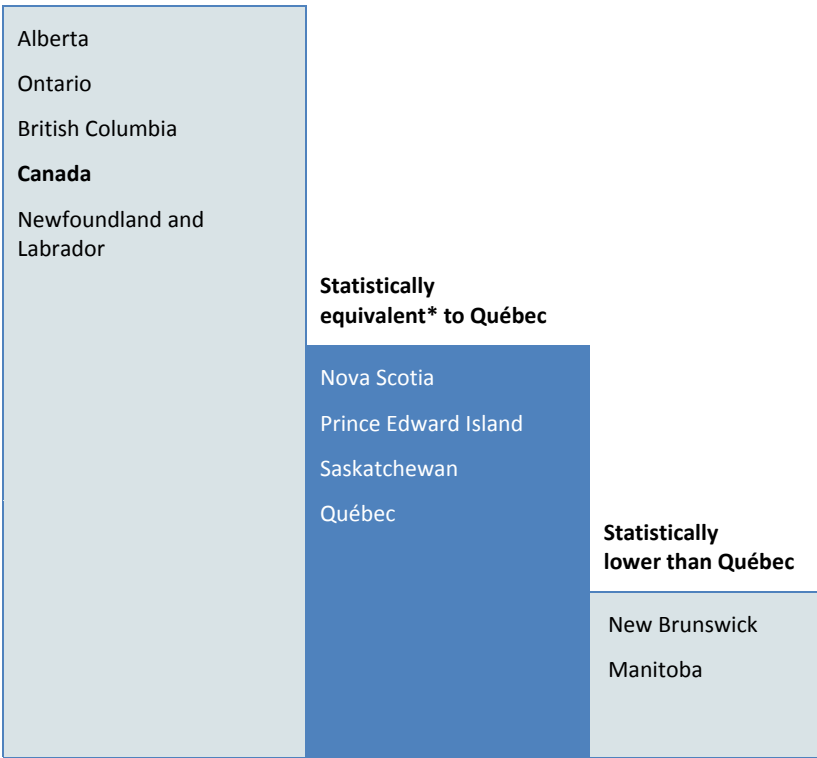 Alberta
Ontario
British Columbia
Canada
Newfoundland and
Labrador
Statistically
equivalent* to Québec
Nova Scotia
Prince Edward Island
Saskatchewan
Québec
Statistically
lower than Québec
New Brunswick
Manitoba